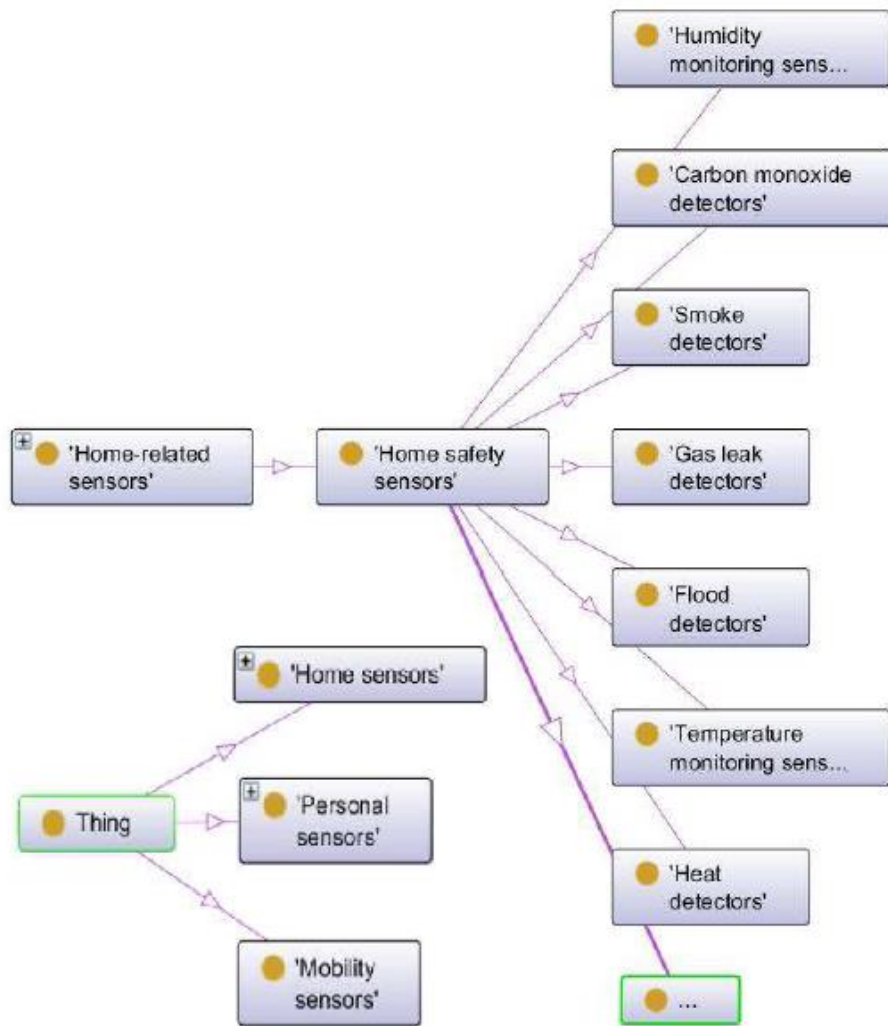 'Humidity
monitoring sens...
'Carbon monoxide
detectors'
'Smoke
detectors'
'Home-related
sensors'
'Home safety
sensors'
'Gas leak
detectors'
'Flood
detectors'
'Home sensors'
'Temperature
monitoring sens...
Thing
'Personal
sensors'
'Heat
detectors'
'Mobility
sensors'
...